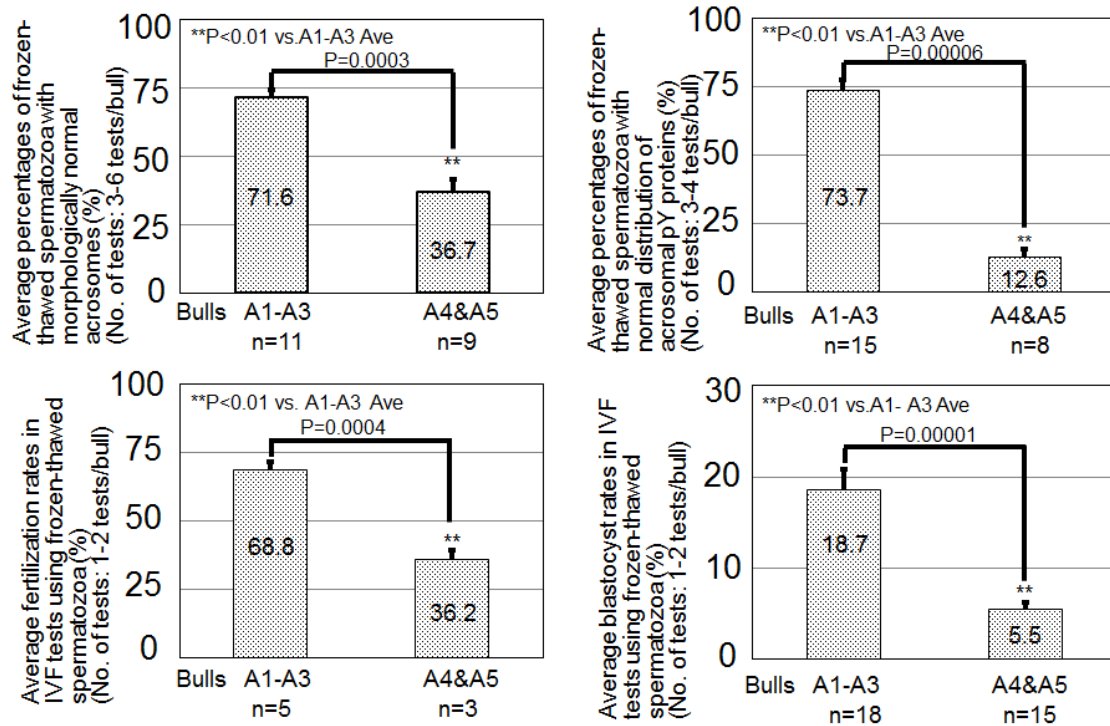 Average percentages of frozen-
thawed spermatozoa with
morphologically normal
acrosomes (%)
(No. of tests: 3-6 tests/bull)
100
75
50
25
0
**P<0.01 vs.A1-A3 Ave
P=0.0003
71.6
**
36.7
Bulls A1-A3 A4&A5
n=11 n=9
Average percentages of frozen-
thawed spermatozoa with
normal distribution of
acrosomal pY proteins (%)
(No. of tests: 3-4 tests/bull)
100
75
50
25
0
**P<0.01 vs.A1-A3 Ave
P=0.00006
73.7
**
12.6
Bulls A1-A3 A4&A5
n=15 n=8
Average fertilization rates in
IVF tests using frozen-thawed
spermatozoa (%)
(No. of tests: 1-2 tests/bull)
100
75
50
25
0
**P<0.01 vs. A1-A3 Ave
P=0.0004
68.8
**
36.2
Bulls A1-A3 A4&A5
n=5 n=3
Average blastocyst rates in IVF
tests using frozen-thawed
spermatozoa (%)
(No. of tests: 1-2 tests/bull)
30
20
10
0
**P<0.01 vs.A1- A3 Ave
P=0.00001
18.7
**
5.5
Bulls A1-A3 A4&A5
n=18 n=15